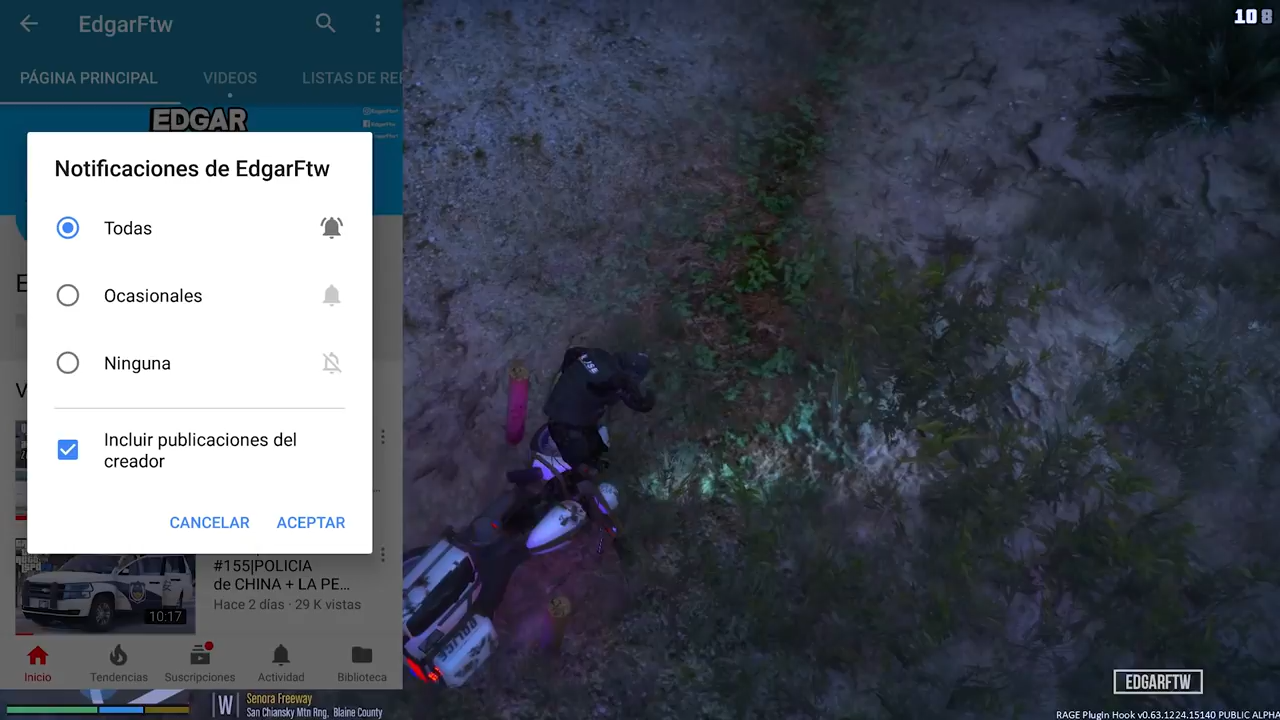 EdgarFtw
PÁGINA PRINCIPAL
VIDEOS
LISTAS DE RE
EDGAR
Notificaciones de EdgarFtw
Todas
Ocasionales
Ninguna
Incluir publicaciones del
creador
CANCELAR
ACEPTAR
#155|POLICIA
de CHINA + LA PE...
Hace 2 días · 29 K vistas
10:17
Inicio
Tendencias
Suscripciones
Actividad
Biblioteca
W
Senora Freeway
San Chiansky Mtn Rng, Blaine County
108
POLICE
EDGARFTW
RAGE Plugin Hook v0.63.1224.15140 PUBLIC ALPHA